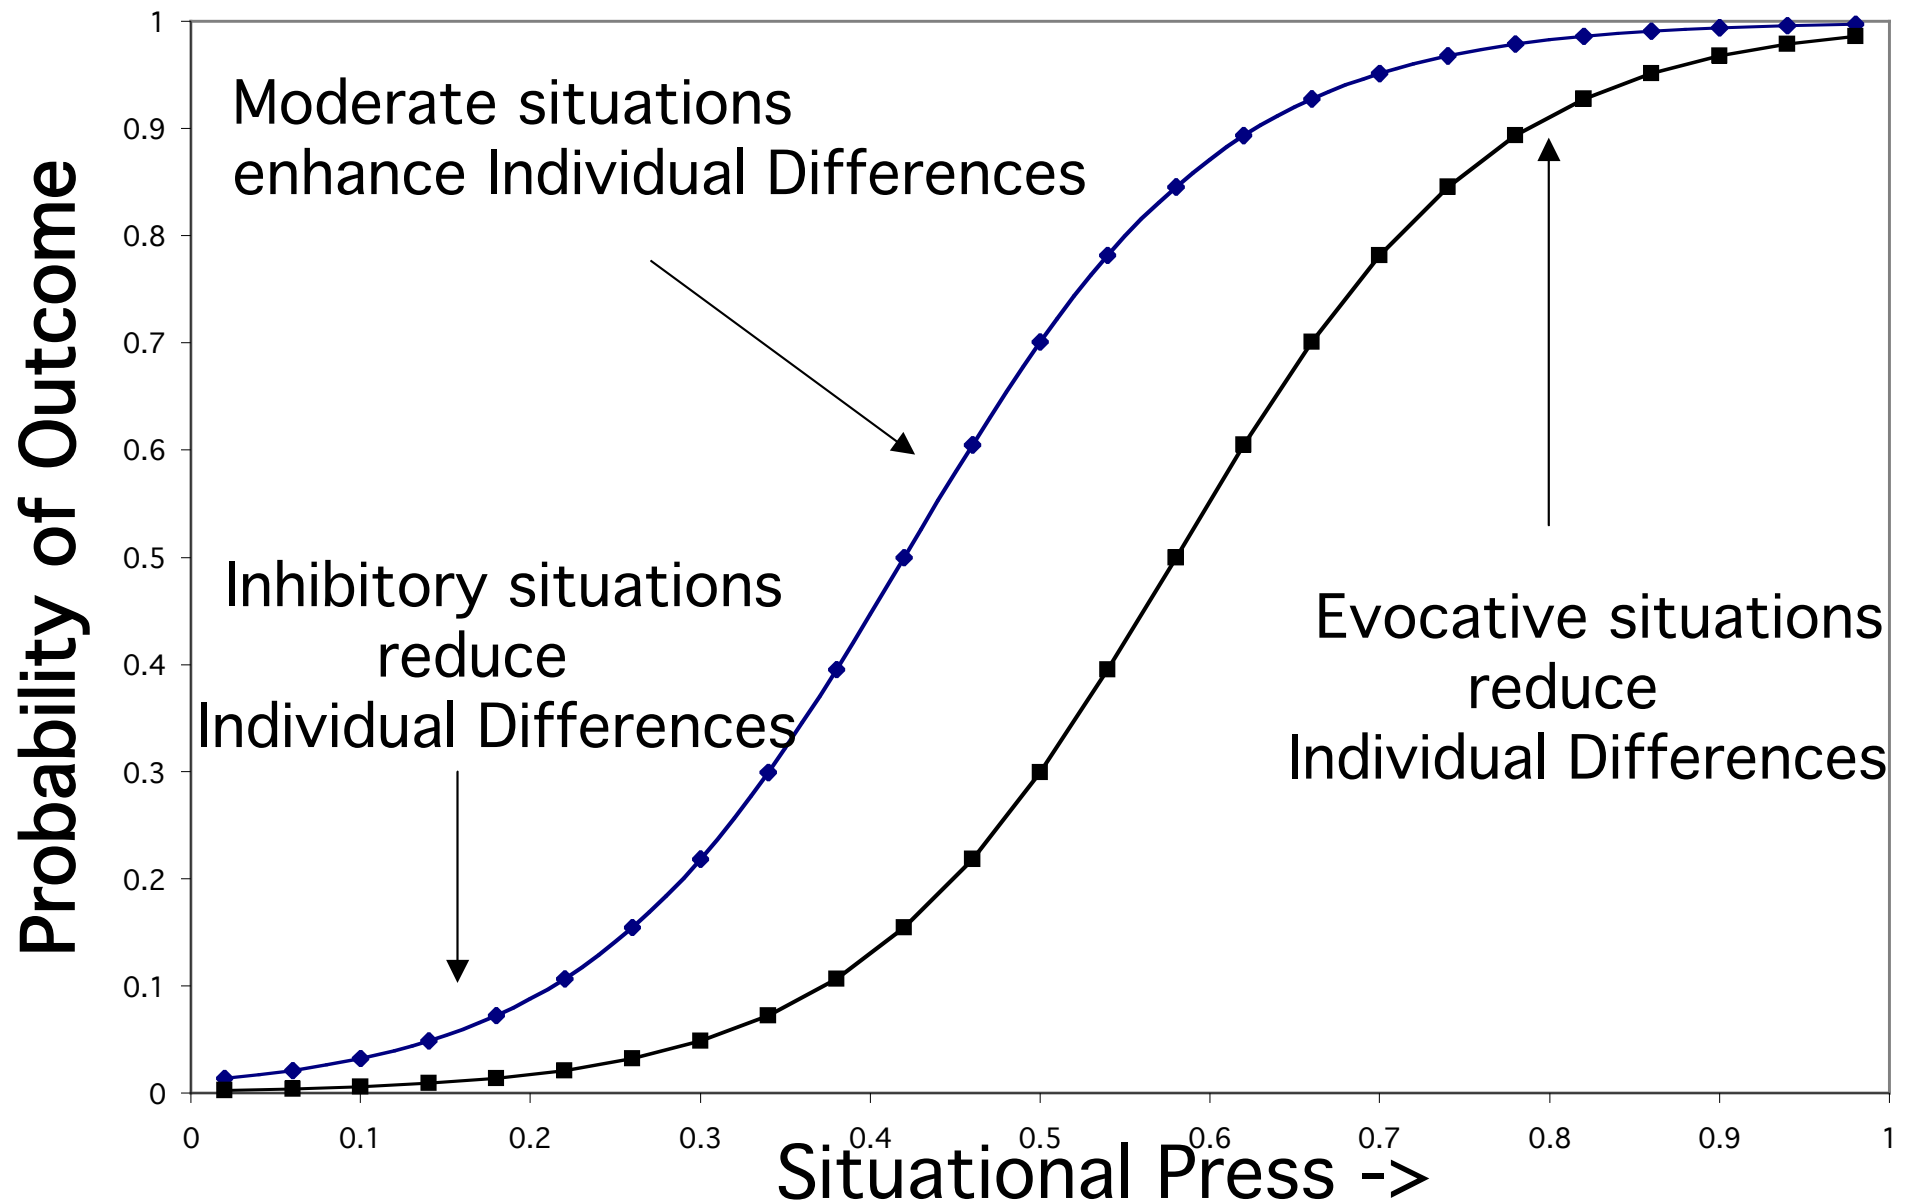 Probability of Outcome
1
0.9
0.8
0.7
0.6
0.5
0.4
0.3
0.2
0.1
0
Moderate situations
enhance Individual Differences
Inhibitory situations
reduce
Individual Differences
Evocative situations
reduce
Individual Differences
0 0.1 0.2 0.3 0.4 0.5 0.6 0.7 0.8 0.9 1
Situational Press ->